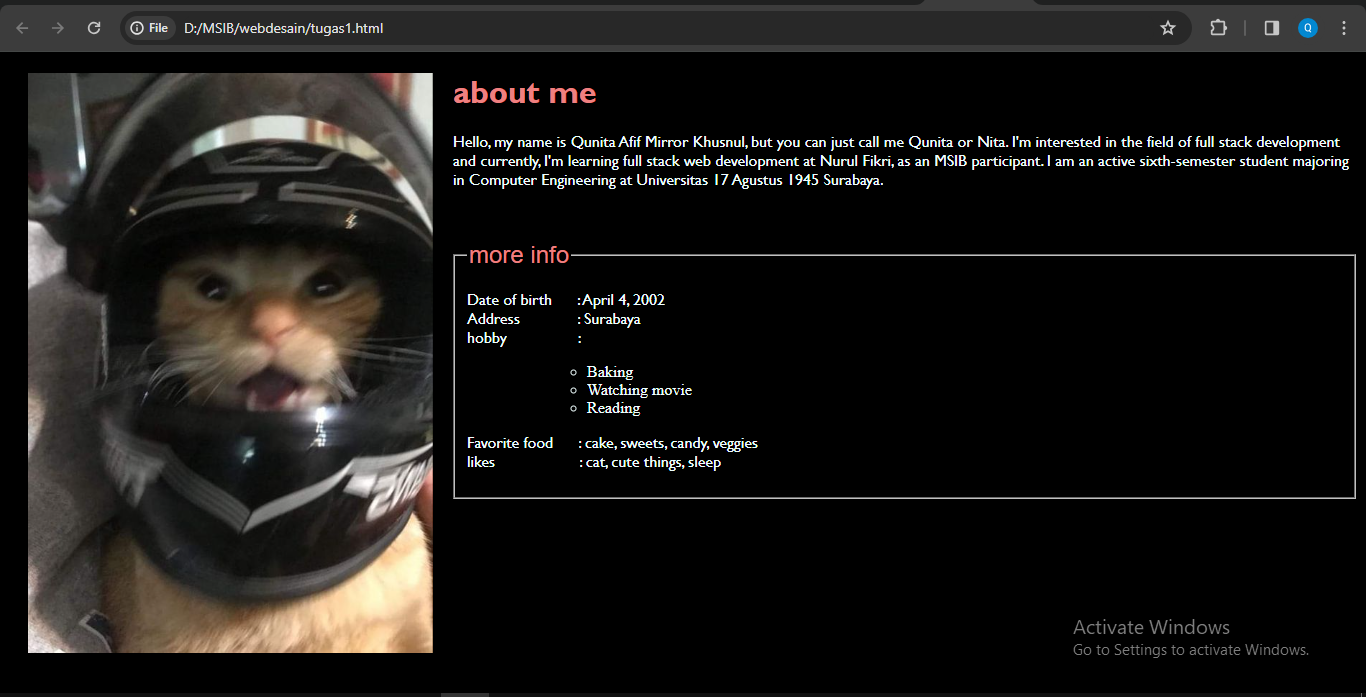 File D:/MSIB/webdesain/tugas1.html Q
about me
Hello, my name is Qunita Afif Mirror Khusnul, but you can just call me Qunita or Nita. I'm interested in the field of full stack development
and currently, I'm learning full stack web development at Nurul Fikri, as an MSIB participant. I am an active sixth-semester student majoring
in Computer Engineering at Universitas 17 Agustus 1945 Surabaya.
more info
Date of birth : April 4, 2002
Address : Surabaya
hobby :
Baking
Watching movie
Reading
Favorite food : cake, sweets, candy, veggies
likes : cat, cute things, sleep
Activate Windows
Go to Settings to activate Windows.